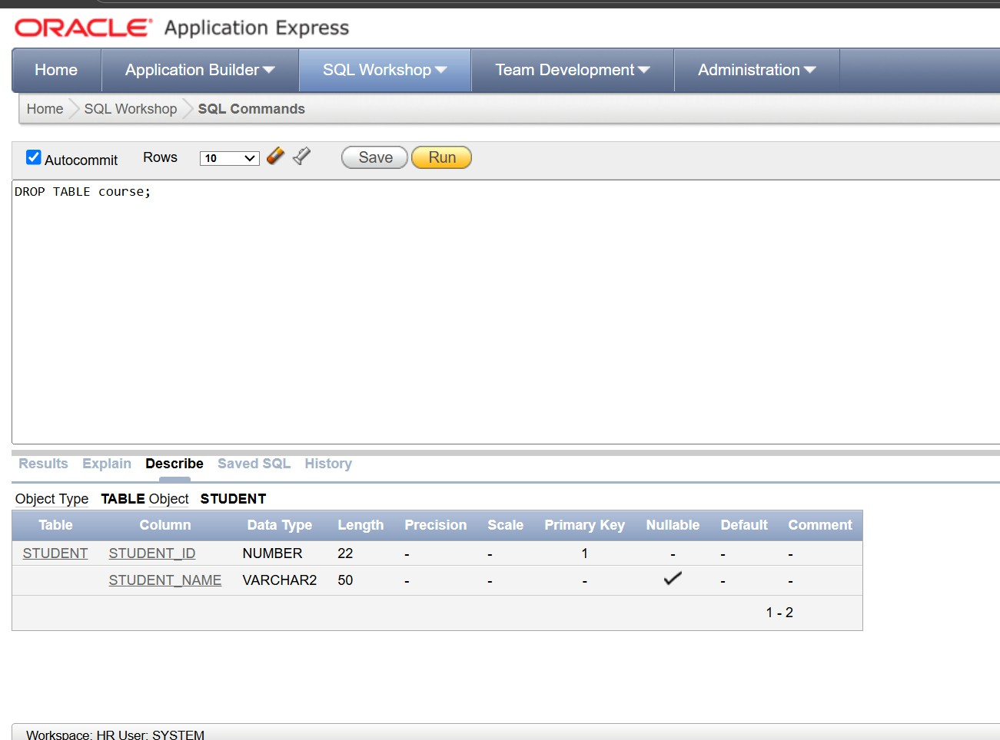 ORACLE Application Express
Home Application Builder SQL Workshop Team Development Administration
Home SQL Workshop SQL Commands
Autocommit Rows 10 Save Run
DROP TABLE course;
Results Explain Describe Saved SQL History
Object Type TABLE Object STUDENT
Table Column Data Type Length Precision Scale Primary Key Nullable Default Comment
STUDENT STUDENT_ID NUMBER 22 - - 1 - - -
STUDENT_NAME VARCHAR2 50 - - - - -
1 - 2
Workspace: HR User: SYSTEM